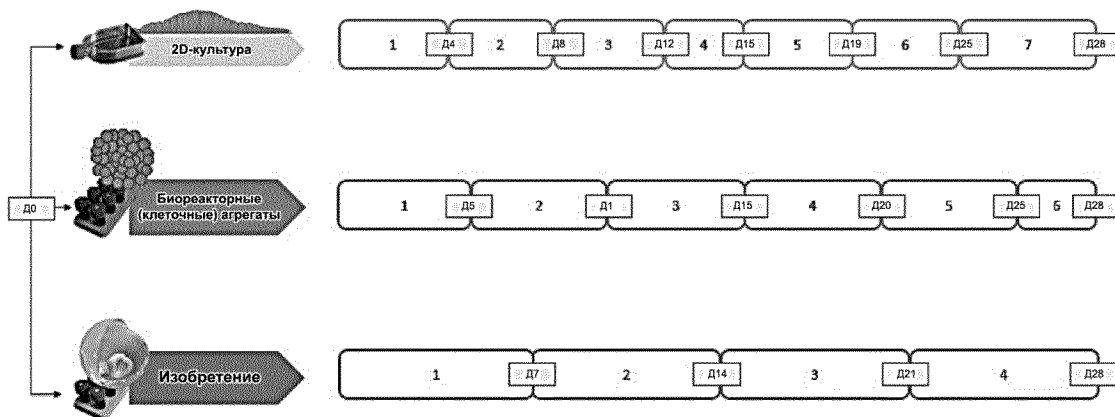 2D-культура
1 Д4 2 Д8 3 Д12 4 Д15 5 Д19 6 Д25 7 Д28
Д0
Биореакторные
(клеточные) агрегаты
1 Д5 2 Д1 3 Д15 4 Д20 5 Д25 6 Д28
Изобретение
1 Д7 2 Д14 3 Д21 4 Д28